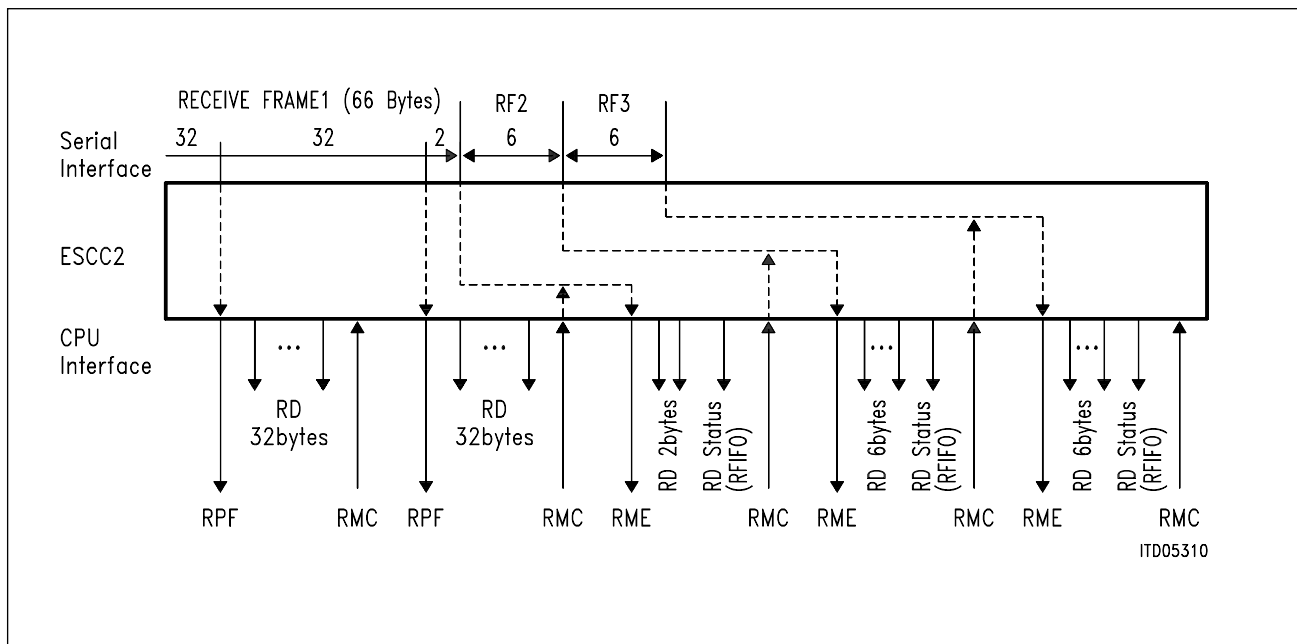 RECEIVE FRAME1 (66 Bytes) RF2 RF3
32 32 2 6 6
Serial
Interface
ESCC2
CPU
Interface
... ... ... ...
RD
32bytes
RD
32bytes
RD 2bytes
RD Status
(RFIFO)
RD 6bytes
RD Status
(RFIFO)
RD 6bytes
RD Status
(RFIFO)
RPF RMC RPF RMC RME RMC RME RMC RME RMC
ITD05310